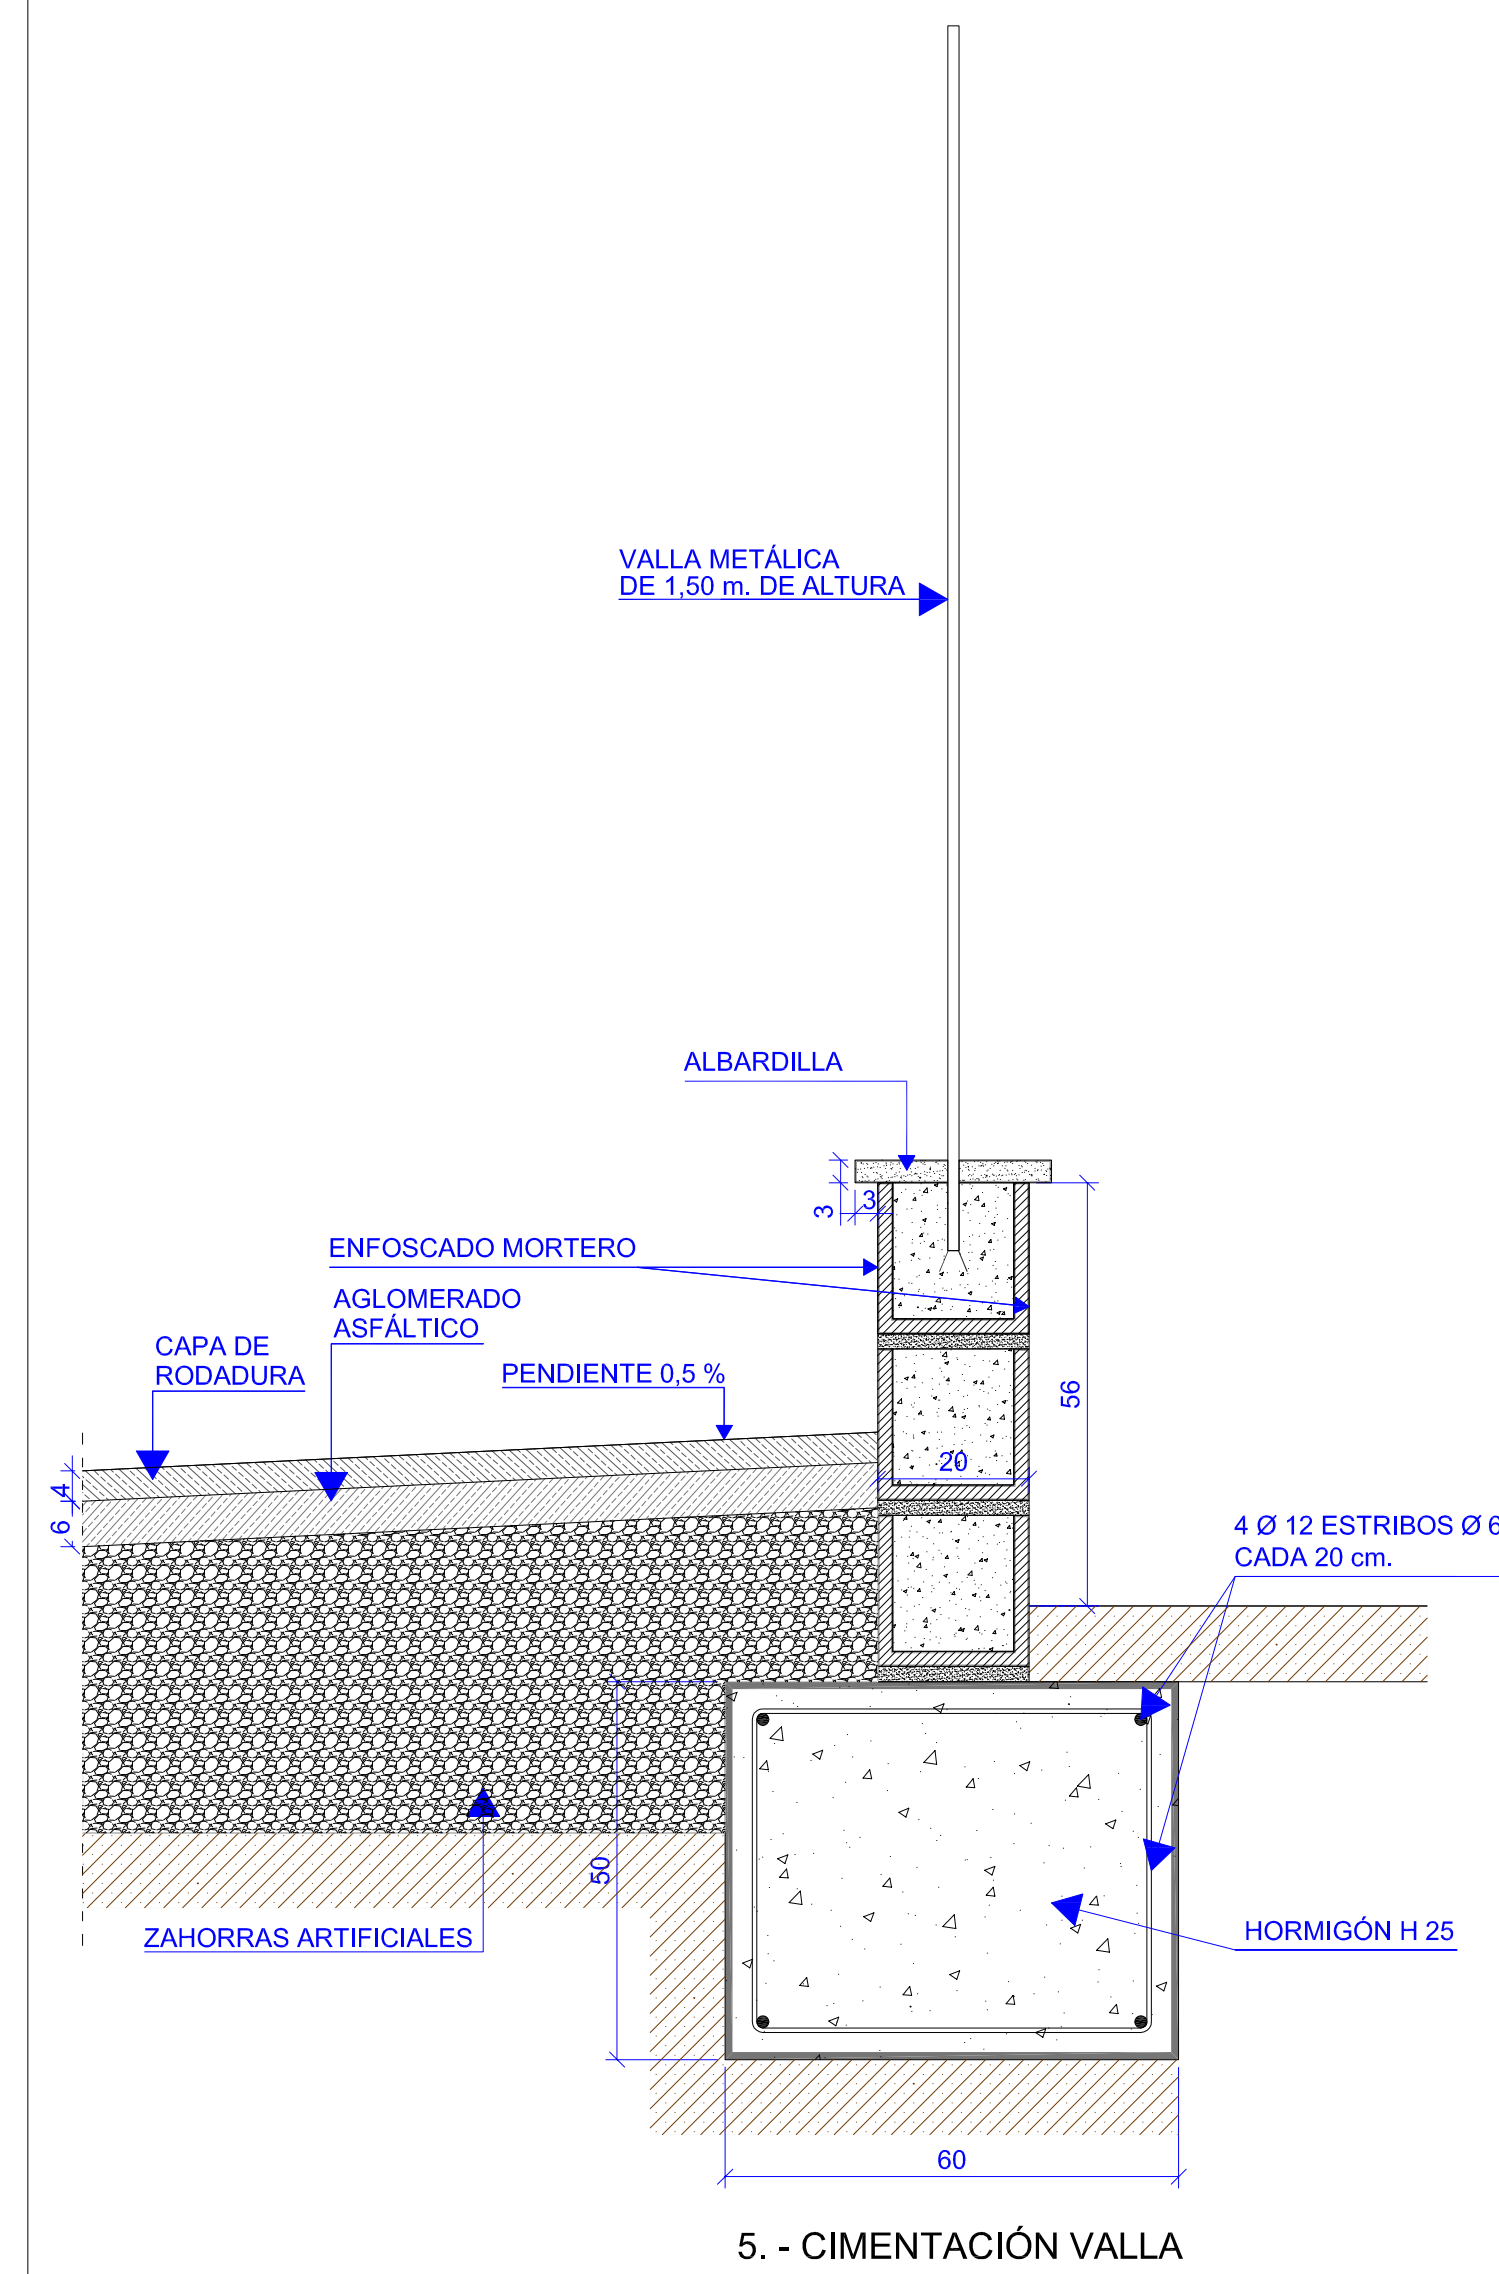 VALLA METÁLICA
DE 1,50 m. DE ALTURA
ALBARDILLA
3
3
ENFOSCADO MORTERO
AGLOMERADO
ASFÁLTICO
CAPA DE
RODADURA
PENDIENTE 0,5 %
56
20
4
6
4 Ø 12 ESTRIBOS Ø 6
CADA 20 cm.
50
HORMIGÓN H 25
ZAHORRAS ARTIFICIALES
60
5. - CIMENTACIÓN VALLA